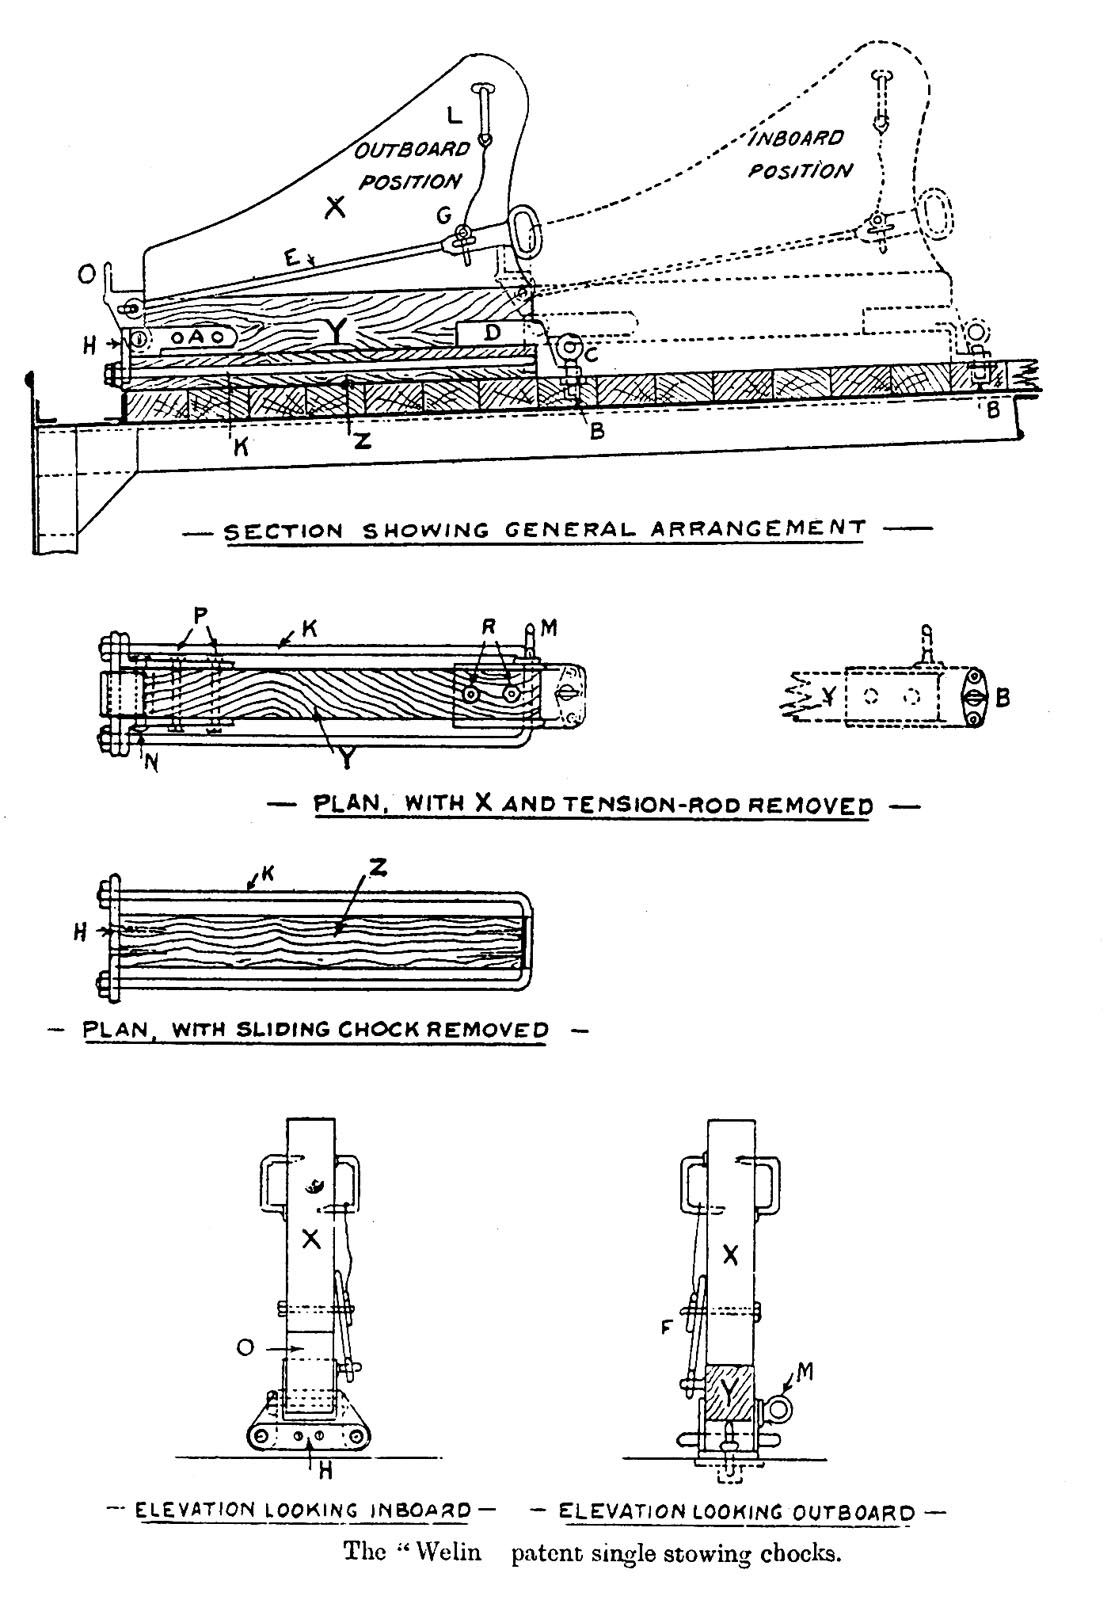 L
OUTBOARD
POSITION
X
G
INBOARD
POSITION
O
E
H
A
Y
D
C
B
B
K
Z
— SECTION SHOWING GENERAL ARRANGEMENT —
P
K
R
M
N
Y
Y
B
— PLAN, WITH X AND TENSION-ROD REMOVED —
K
Z
H
— PLAN, WITH SLIDING CHOCK REMOVED —
X
X
O
F
Y
M
H
— ELEVATION LOOKING INBOARD — — ELEVATION LOOKING OUTBOARD —
The “ Welin patent single stowing chocks.